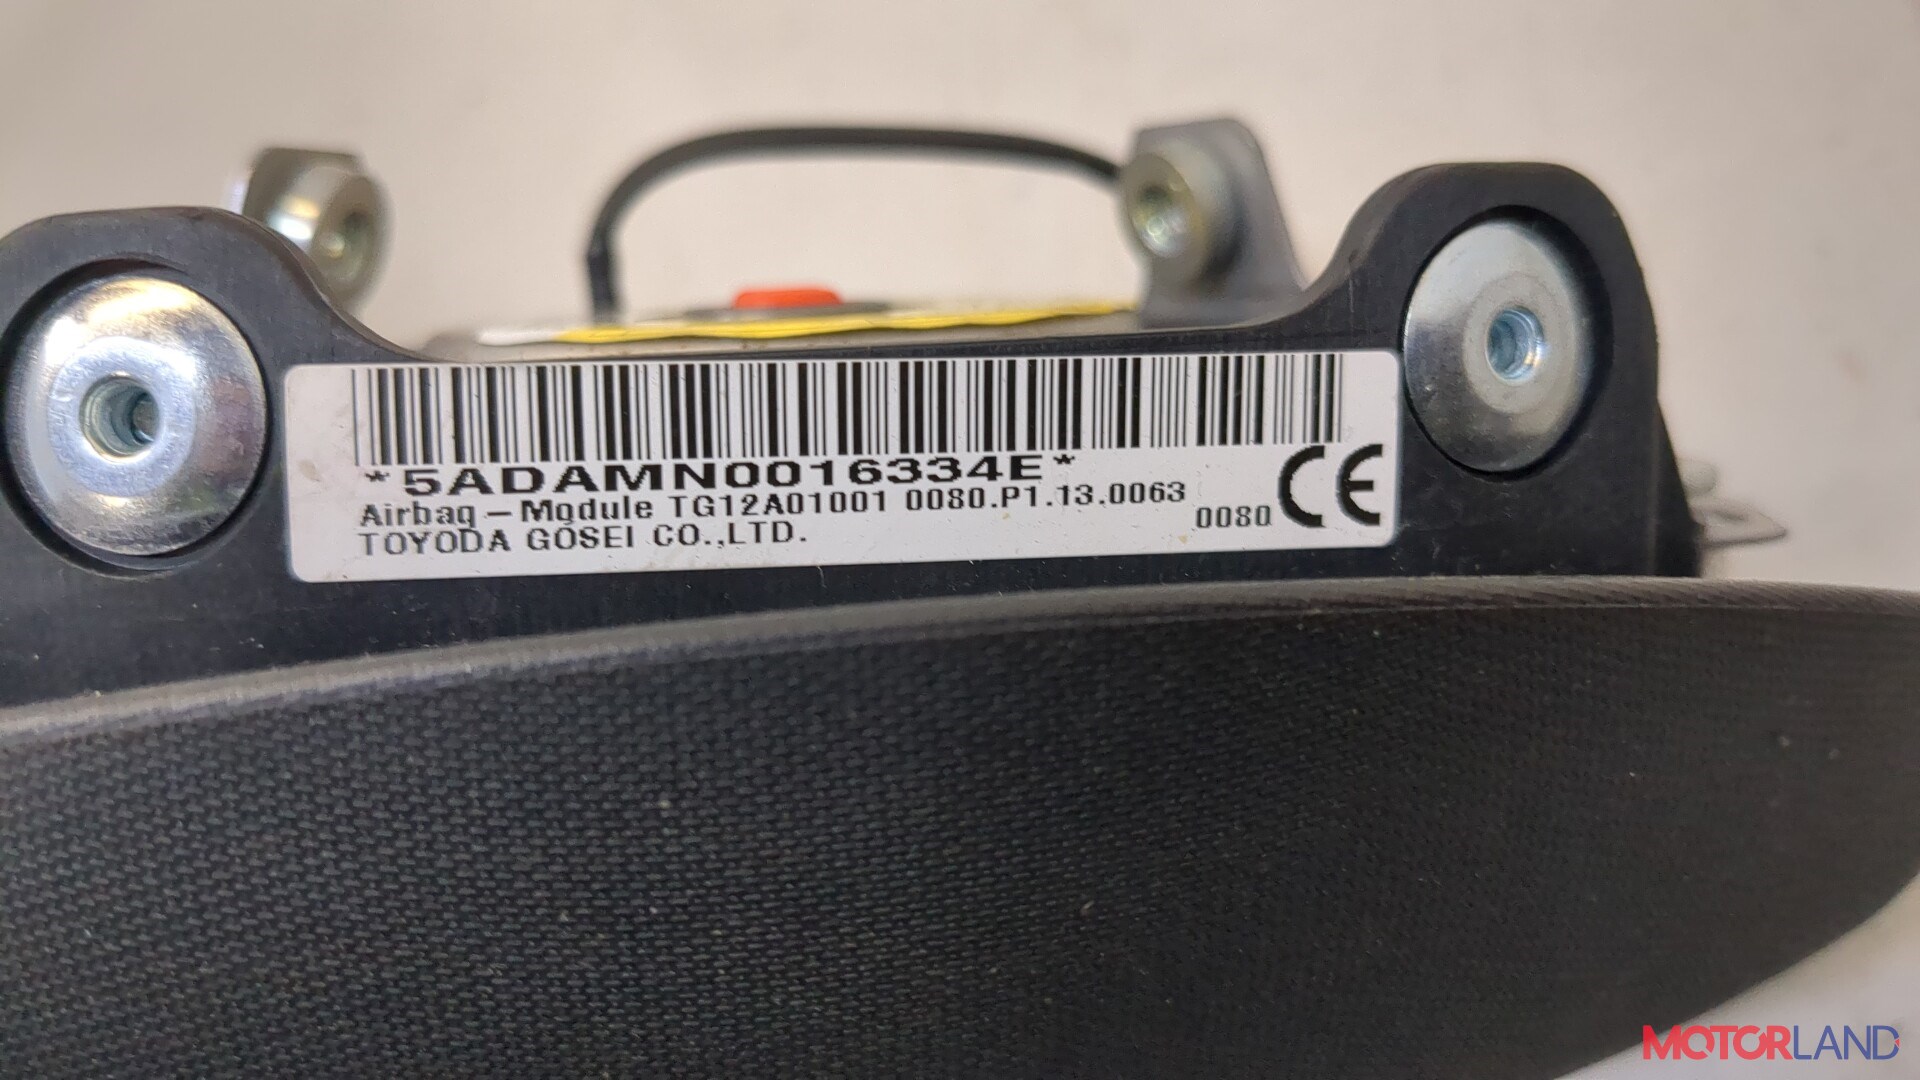 *5ADAMN0016334E*
Airbag – Module TG12A01001 0080.P1.13.0063
TOYODA GOSEI CO.,LTD.
0080 CE
MOTORLAND